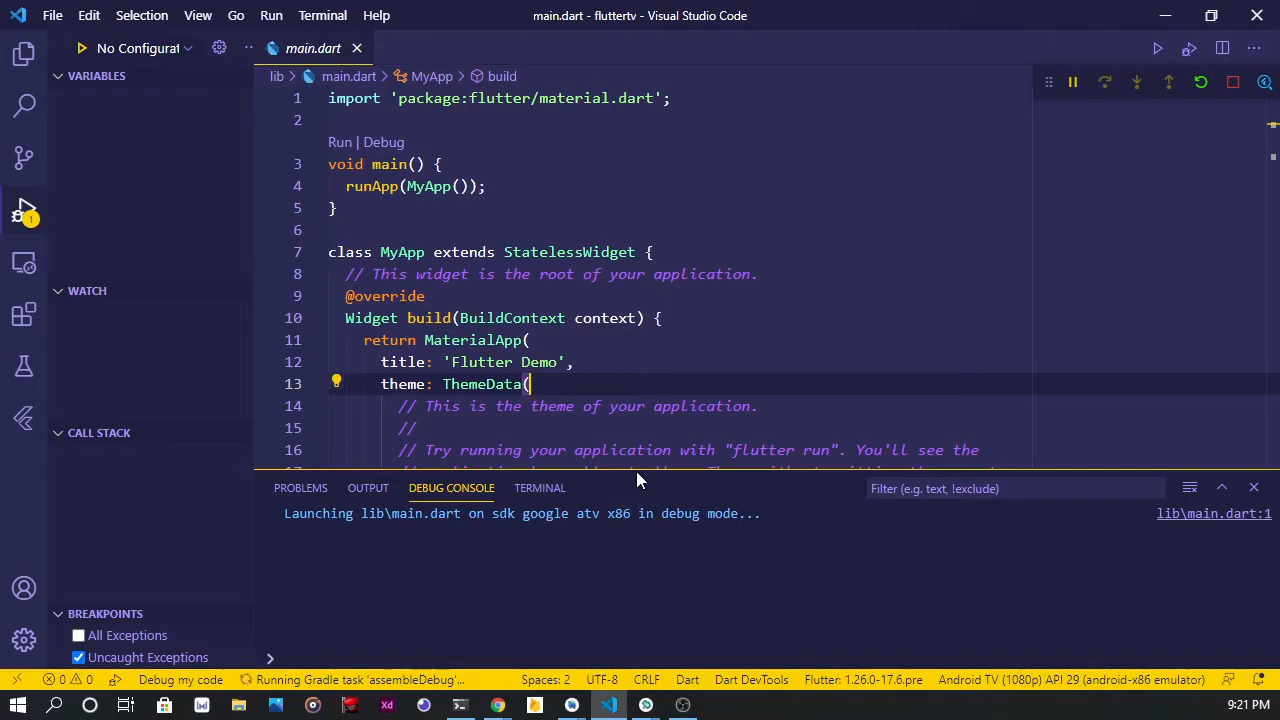 File Edit Selection View Go Run Terminal Help main.dart - fluttertv - Visual Studio Code
No Configurat main.dart
VARIABLES
lib main.dart MyApp build
1 import 'package:flutter/material.dart';
2
Run | Debug
3 void main() {
4 runApp(MyApp());
5 }
6
7 class MyApp extends StatelessWidget {
8 // This widget is the root of your application.
9 @override
10 Widget build(BuildContext context) {
11 return MaterialApp(
12 title: 'Flutter Demo',
13 theme: ThemeData(
14 // This is the theme of your application.
15 //
16 // Try running your application with "flutter run". You'll see the
WATCH
CALL STACK
PROBLEMS OUTPUT DEBUG CONSOLE TERMINAL Filter (e.g. text, !exclude)
Launching lib\main.dart on sdk google atv x86 in debug mode... lib\main.dart:1
BREAKPOINTS
All Exceptions
Uncaught Exceptions
1
0 0 Debug my code Running Gradle task 'assembleDebug'... Spaces: 2 UTF-8 CRLF Dart Dart DevTools Flutter: 1.26.0-17.6.pre Android TV (1080p) API 29 (android-x86 emulator)
Xd 9:21 PM